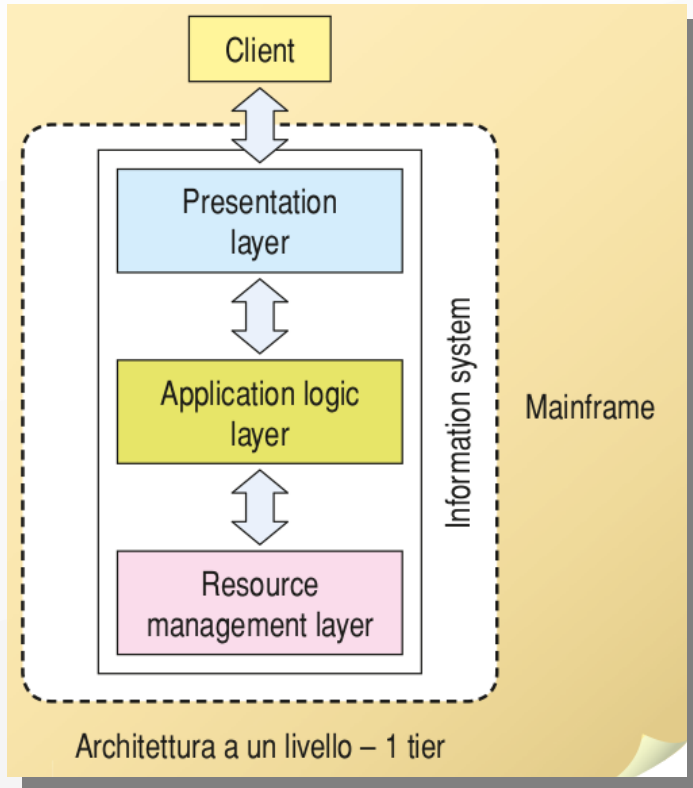 Client
Presentation
layer
Application logic
layer
Resource
management layer
Information system
Mainframe
Architettura a un livello – 1 tier